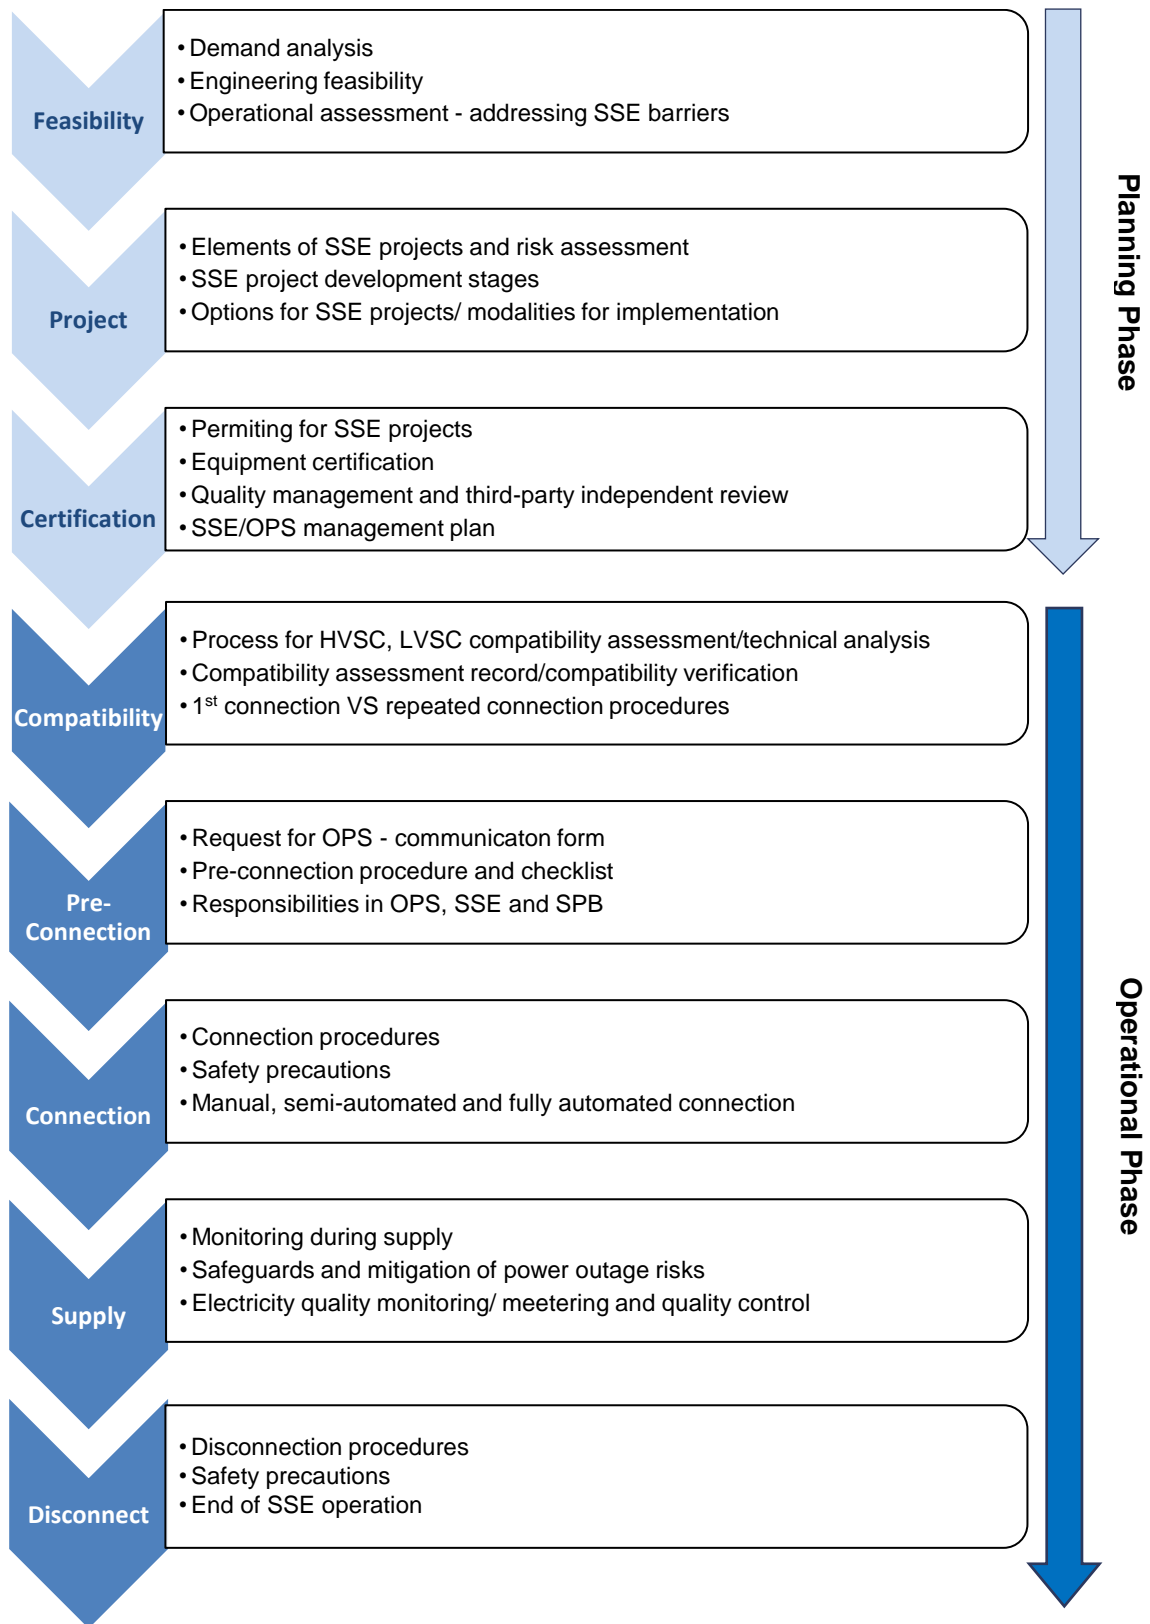 Feasibility
• Demand analysis
• Engineering feasibility
• Operational assessment - addressing SSE barriers
Project
• Elements of SSE projects and risk assessment
• SSE project development stages
• Options for SSE projects/ modalities for implementation
Certification
• Permiting for SSE projects
• Equipment certification
• Quality management and third-party independent review
• SSE/OPS management plan
Planning Phase
Compatibility
• Process for HVSC, LVSC compatibility assessment/technical analysis
• Compatibility assessment record/compatibility verification
• 1st connection VS repeated connection procedures
Pre-
Connection
• Request for OPS - communicaton form
• Pre-connection procedure and checklist
• Responsibilities in OPS, SSE and SPB
Connection
• Connection procedures
• Safety precautions
• Manual, semi-automated and fully automated connection
Supply
• Monitoring during supply
• Safeguards and mitigation of power outage risks
• Electricity quality monitoring/ meetering and quality control
Disconnect
• Disconnection procedures
• Safety precautions
• End of SSE operation
Operational Phase